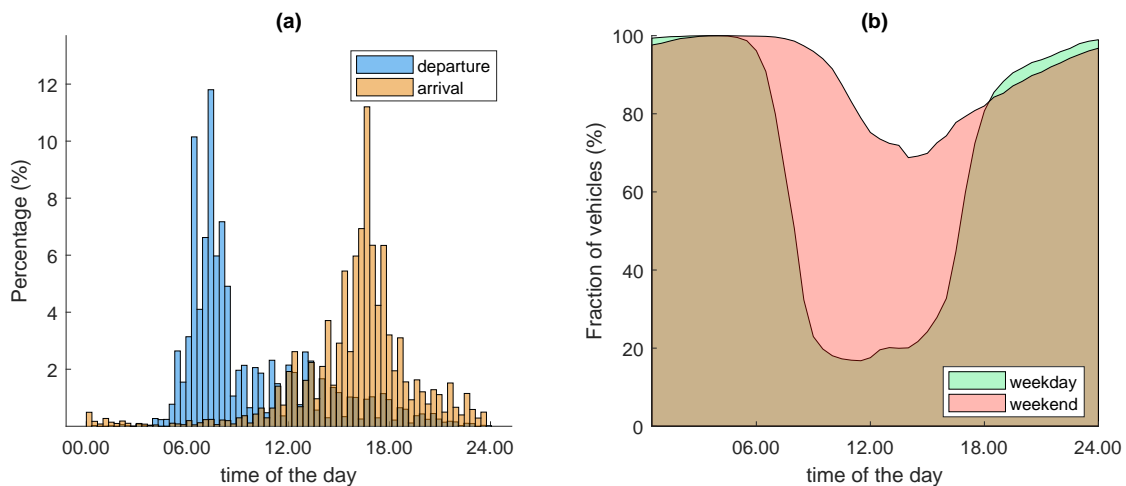 (a)
departure
arrival
Percentage (%)
12
10
8
6
4
2
00.00 06.00 12.00 18.00 24.00
time of the day
(b)
Fraction of vehicles (%)
100
80
60
40
20
0
weekday
weekend
06.00 12.00 18.00 24.00
time of the day